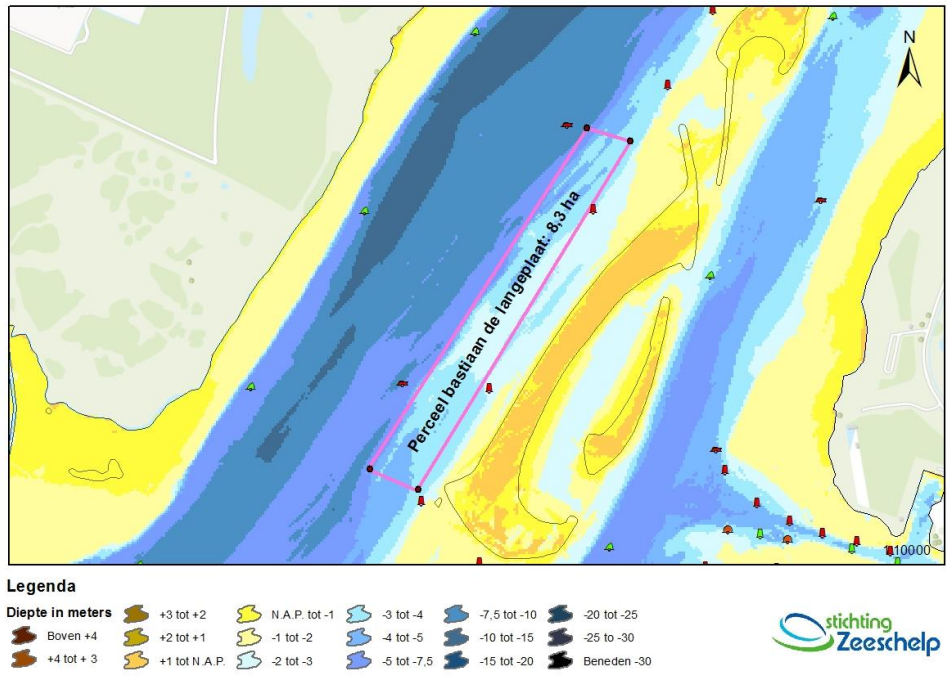 N
Perceel bastiaan de langeplaat: 8,3 ha
1:10000
Legenda
Diepte in meters
Boven +4
+4 tot + 3
+3 tot +2
+2 tot +1
+1 tot N.A.P.
N.A.P. tot -1
-1 tot -2
-2 tot -3
-3 tot -4
-4 tot -5
-5 tot -7,5
-7,5 tot -10
-10 tot -15
-15 tot -20
-20 tot -25
-25 to -30
Beneden -30
stichting
Zeeschelp